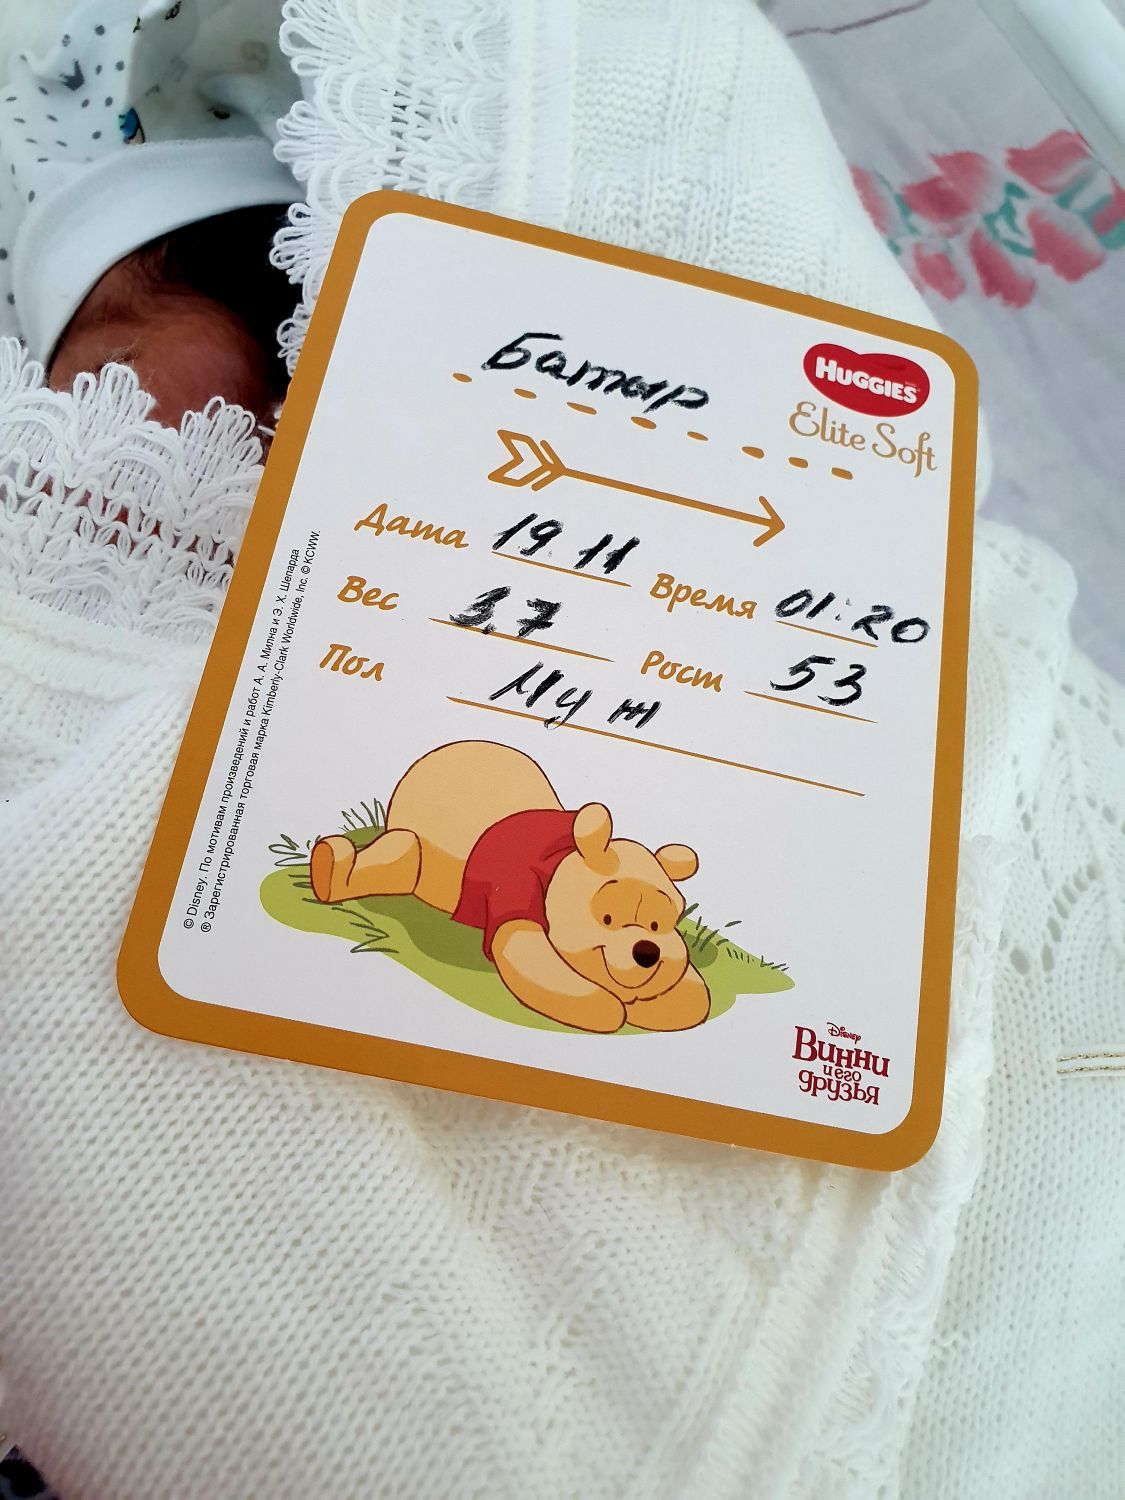 Батыр
HUGGIES
Elite Soft
Дата 19.11 Время 01:20
Вес 3,7 Рост 53
Пол Муж
© Disney. По мотивам произведений и работ А. А. Милна и Э. Х. Шепарда
® Зарегистрированная торговая марка Kimberly-Clark Worldwide, Inc. © KCWW.
Disney
Винни
и его
друзья